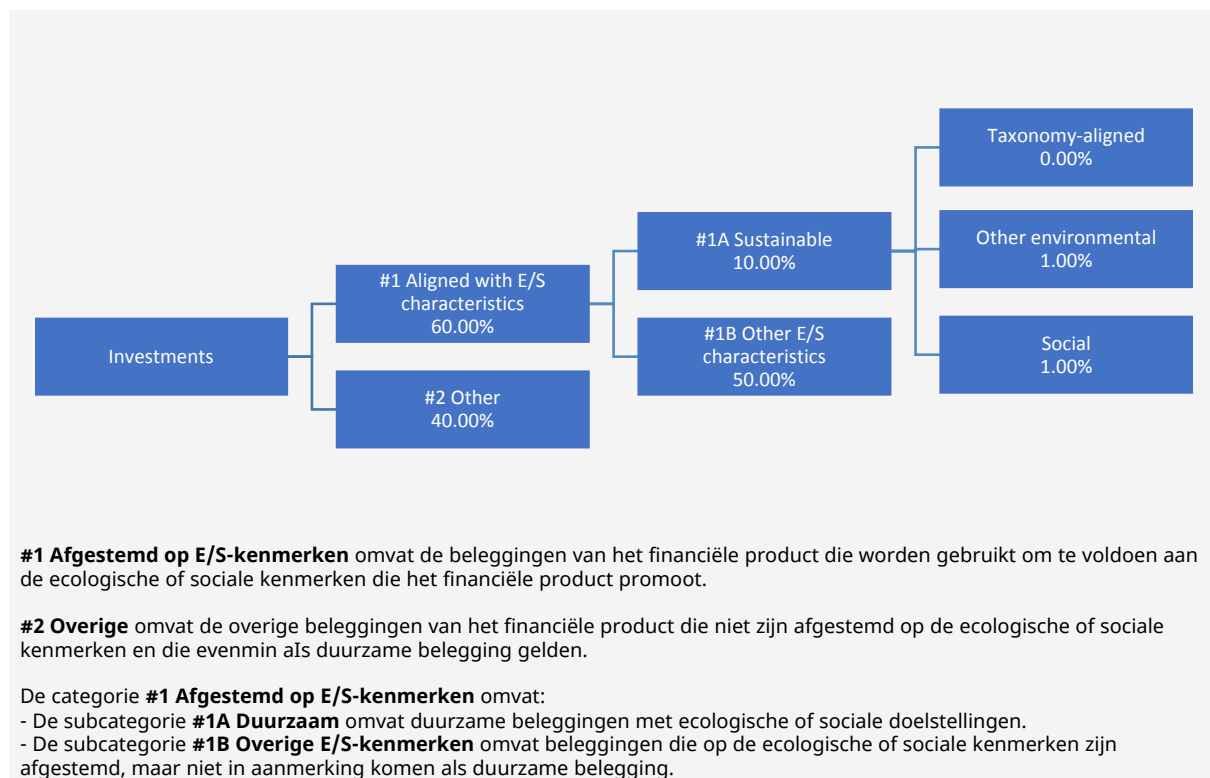 Taxonomy-aligned
0.00%
#1A Sustainable
10.00%
Other environmental
1.00%
#1 Aligned with E/S
characteristics
60.00%
Investments
#1B Other E/S
characteristics
50.00%
Social
1.00%
#2 Other
40.00%
#1 Afgestemd op E/S-kenmerken omvat de beleggingen van het financiële product die worden gebruikt om te voldoen aan
de ecologische of sociale kenmerken die het financiële product promoot.
#2 Overige omvat de overige beleggingen van het financiële product die niet zijn afgestemd op de ecologische of sociale
kenmerken en die evenmin aIs duurzame belegging gelden.
De categorie #1 Afgestemd op E/S-kenmerken omvat:
- De subcategorie #1A Duurzaam omvat duurzame beleggingen met ecologische of sociale doelstellingen.
- De subcategorie #1B Overige E/S-kenmerken omvat beleggingen die op de ecologische of sociale kenmerken zijn
afgestemd, maar niet in aanmerking komen als duurzame belegging.